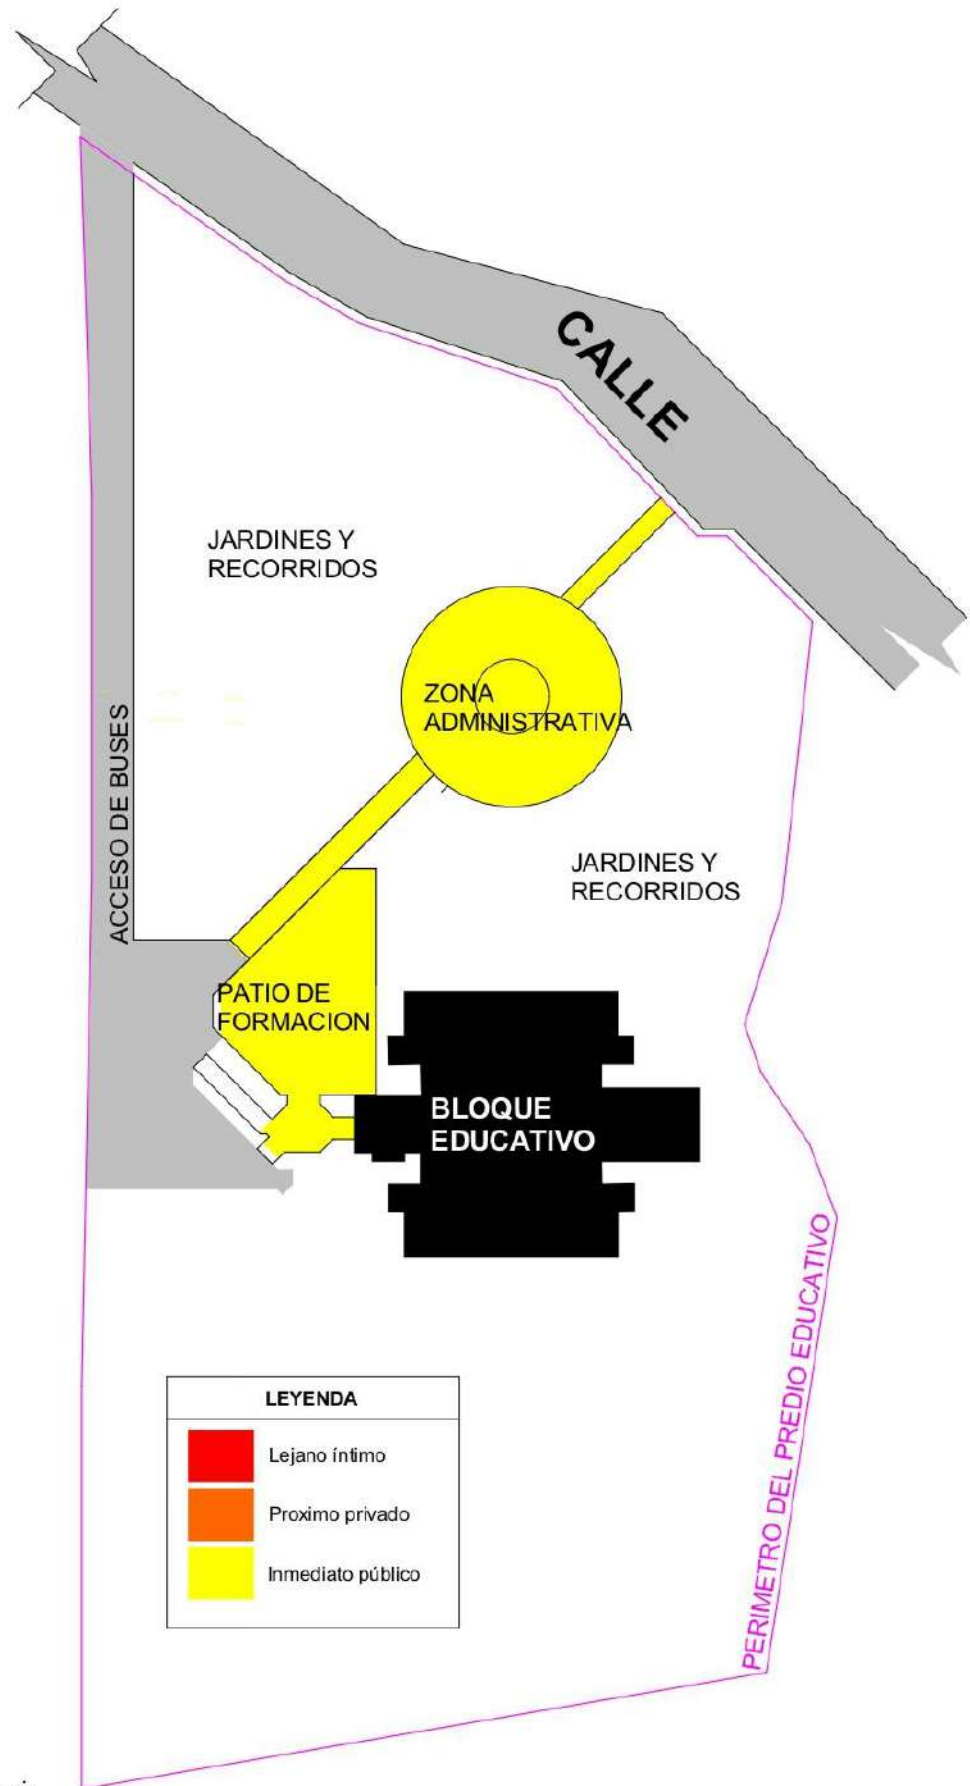 CALLE
JARDINES Y
RECORRIDOS
ZONA
ADMINISTRATIVA
ACCESO DE BUSES
JARDINES Y
RECORRIDOS
PATIO DE
FORMACION
BLOQUE
EDUCATIVO
PERIMETRO DEL PREDIO EDUCATIVO
LEYENDA
Lejano íntimo
Proximo privado
Inmediato público